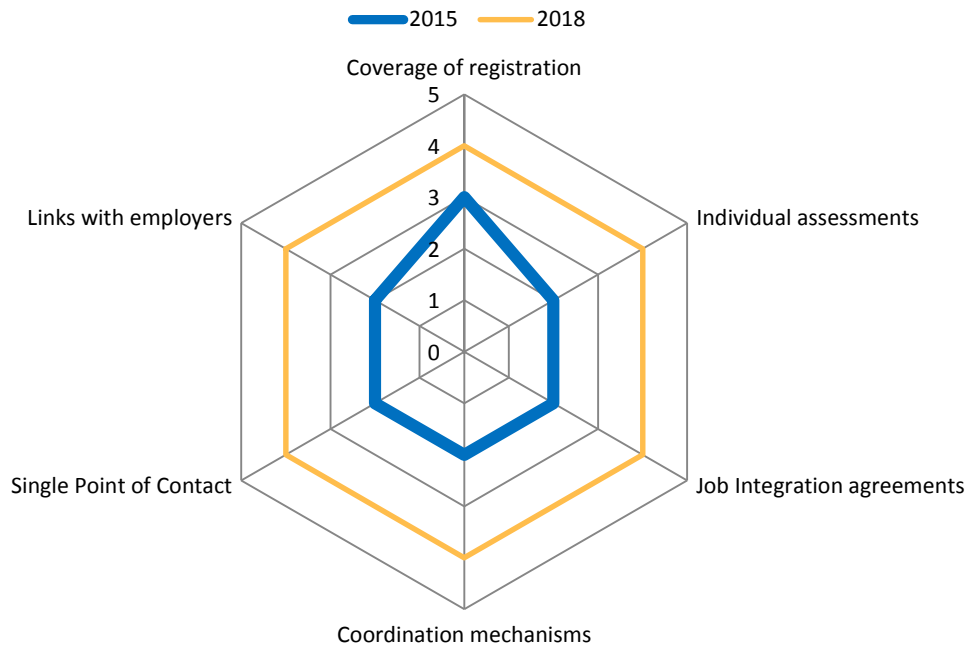 2015 2018
Coverage of registration
5
4
Links with employers 3 Individual assessments
2
1
0
Single Point of Contact Job Integration agreements
Coordination mechanisms